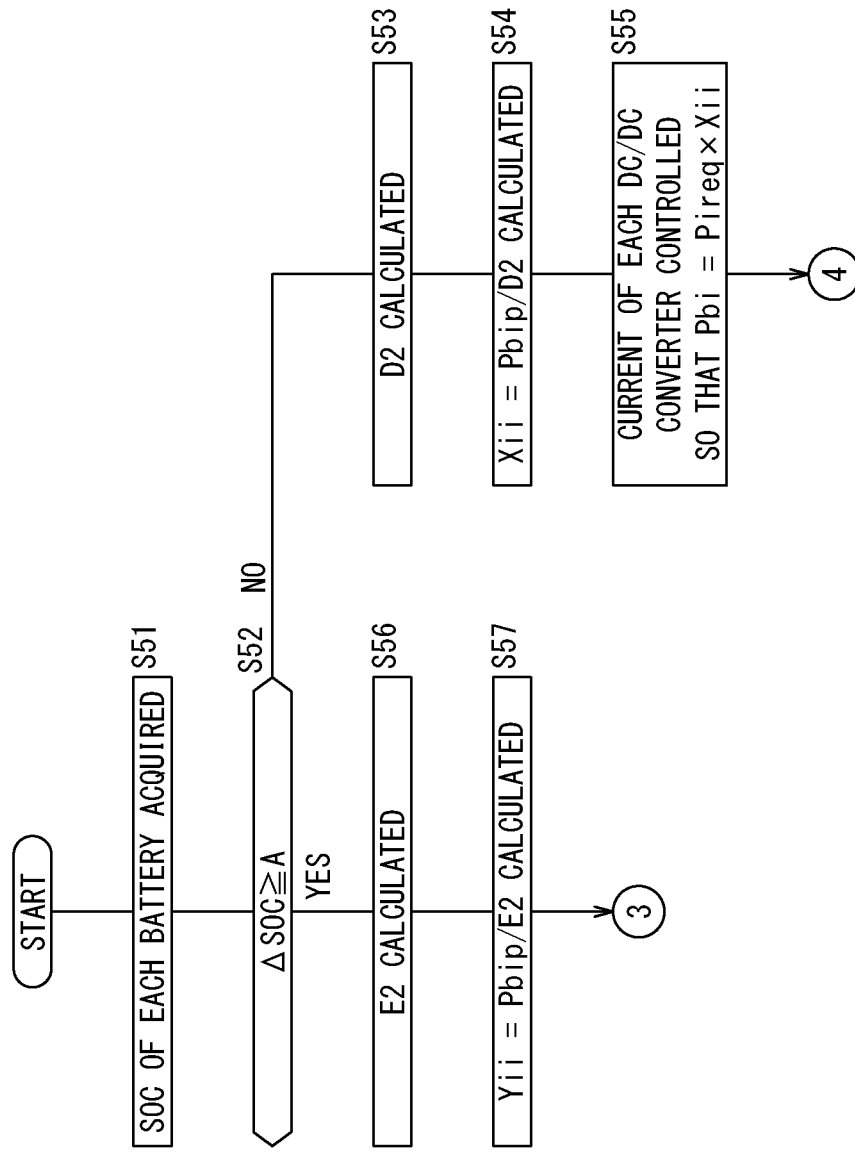 START
SOC OF EACH BATTERY ACQUIRED
S51
ΔSOC≧A
S52
NO
YES
E2 CALCULATED
S56
Yii = Pbip/E2 CALCULATED
S57
3
D2 CALCULATED
S53
Xii = Pbip/D2 CALCULATED
S54
CURRENT OF EACH DC/DC
CONVERTER CONTROLLED
SO THAT Pbi = Pireq×Xii
S55
4